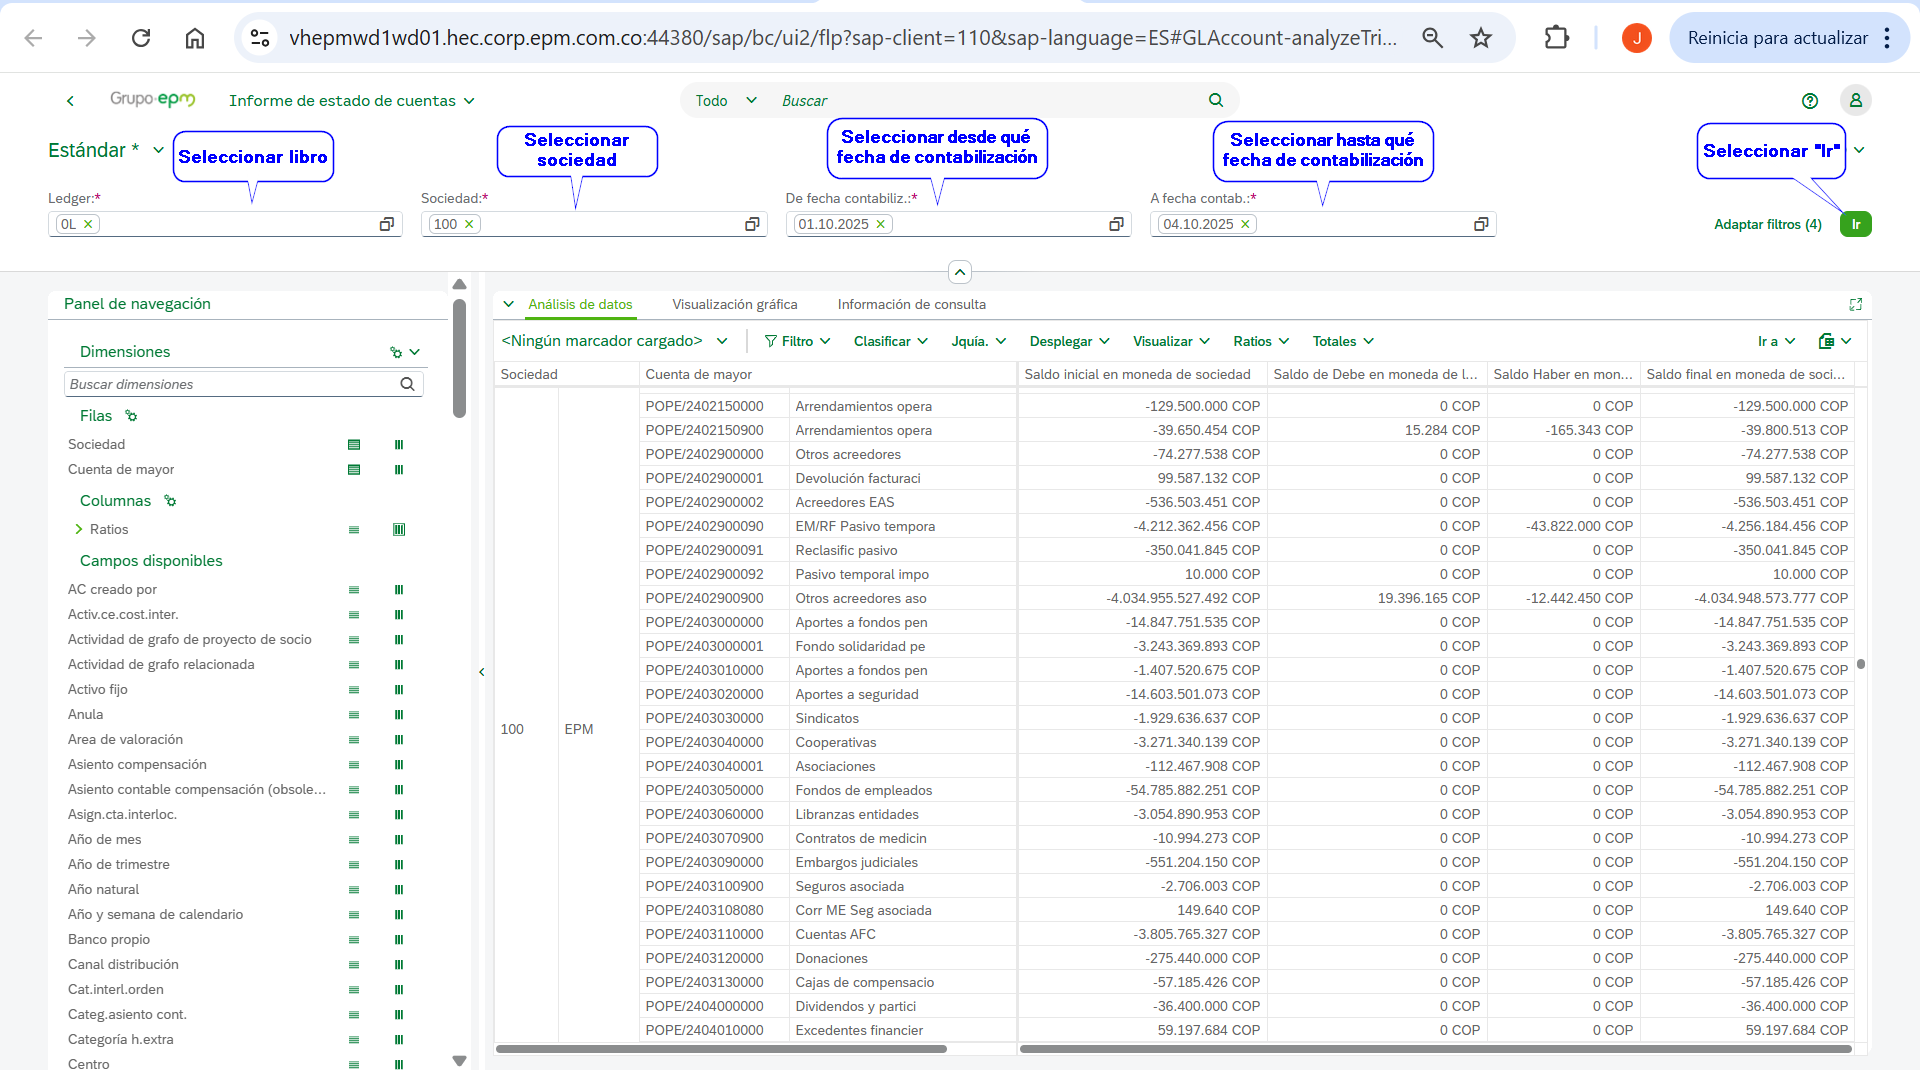 vhepmwd1wd01.hec.corp.epm.com.co:44380/sap/bc/ui2/flp?sap-client=110&sap-language=ES#GLAccount-analyzeTri...
J
Reinicia para actualizar
Grupo·epm
Informe de estado de cuentas
Todo
Buscar
Estándar *
Seleccionar libro
Seleccionar
sociedad
Seleccionar desde qué
fecha de contabilización
Seleccionar hasta qué
fecha de contabilización
Seleccionar "Ir"
Ledger:*
Sociedad:*
De fecha contabiliz.:*
A fecha contab.:*
0L
100
01.10.2025
04.10.2025
Adaptar filtros (4)
Ir
Panel de navegación
Dimensiones
Buscar dimensiones
Filas
Sociedad
Cuenta de mayor
Columnas
Ratios
Campos disponibles
AC creado por
Activ.ce.cost.inter.
Actividad de grafo de proyecto de socio
Actividad de grafo relacionada
Activo fijo
Anula
Area de valoración
Asiento compensación
Asiento contable compensación (obsole...
Asign.cta.interloc.
Año de mes
Año de trimestre
Año natural
Año y semana de calendario
Banco propio
Canal distribución
Cat.interl.orden
Categ.asiento cont.
Categoría h.extra
Centro
Análisis de datos
Visualización gráfica
Información de consulta
<Ningún marcador cargado>
Filtro
Clasificar
Jquía.
Desplegar
Visualizar
Ratios
Totales
Ir a
Sociedad
Cuenta de mayor
Saldo inicial en moneda de sociedad
Saldo de Debe en moneda de l...
Saldo Haber en mon...
Saldo final en moneda de soci...
100 EPM
POPE/2402150000 Arrendamientos opera -129.500.000 COP 0 COP 0 COP -129.500.000 COP
POPE/2402150900 Arrendamientos opera -39.650.454 COP 15.284 COP -165.343 COP -39.800.513 COP
POPE/2402900000 Otros acreedores -74.277.538 COP 0 COP 0 COP -74.277.538 COP
POPE/2402900001 Devolución facturaci 99.587.132 COP 0 COP 0 COP 99.587.132 COP
POPE/2402900002 Acreedores EAS -536.503.451 COP 0 COP 0 COP -536.503.451 COP
POPE/2402900090 EM/RF Pasivo tempora -4.212.362.456 COP 0 COP -43.822.000 COP -4.256.184.456 COP
POPE/2402900091 Reclasific pasivo -350.041.845 COP 0 COP 0 COP -350.041.845 COP
POPE/2402900092 Pasivo temporal impo 10.000 COP 0 COP 0 COP 10.000 COP
POPE/2402900900 Otros acreedores aso -4.034.955.527.492 COP 19.396.165 COP -12.442.450 COP -4.034.948.573.777 COP
POPE/2403000000 Aportes a fondos pen -14.847.751.535 COP 0 COP 0 COP -14.847.751.535 COP
POPE/2403000001 Fondo solidaridad pe -3.243.369.893 COP 0 COP 0 COP -3.243.369.893 COP
POPE/2403010000 Aportes a fondos pen -1.407.520.675 COP 0 COP 0 COP -1.407.520.675 COP
POPE/2403020000 Aportes a seguridad -14.603.501.073 COP 0 COP 0 COP -14.603.501.073 COP
POPE/2403030000 Sindicatos -1.929.636.637 COP 0 COP 0 COP -1.929.636.637 COP
POPE/2403040000 Cooperativas -3.271.340.139 COP 0 COP 0 COP -3.271.340.139 COP
POPE/2403040001 Asociaciones -112.467.908 COP 0 COP 0 COP -112.467.908 COP
POPE/2403050000 Fondos de empleados -54.785.882.251 COP 0 COP 0 COP -54.785.882.251 COP
POPE/2403060000 Libranzas entidades -3.054.890.953 COP 0 COP 0 COP -3.054.890.953 COP
POPE/2403070900 Contratos de medicin -10.994.273 COP 0 COP 0 COP -10.994.273 COP
POPE/2403090000 Embargos judiciales -551.204.150 COP 0 COP 0 COP -551.204.150 COP
POPE/2403100900 Seguros asociada -2.706.003 COP 0 COP 0 COP -2.706.003 COP
POPE/2403108080 Corr ME Seg asociada 149.640 COP 0 COP 0 COP 149.640 COP
POPE/2403110000 Cuentas AFC -3.805.765.327 COP 0 COP 0 COP -3.805.765.327 COP
POPE/2403120000 Donaciones -275.440.000 COP 0 COP 0 COP -275.440.000 COP
POPE/2403130000 Cajas de compensacio -57.185.426 COP 0 COP 0 COP -57.185.426 COP
POPE/2404000000 Dividendos y partici -36.400.000 COP 0 COP 0 COP -36.400.000 COP
POPE/2404010000 Excedentes financier 59.197.684 COP 0 COP 0 COP 59.197.684 COP